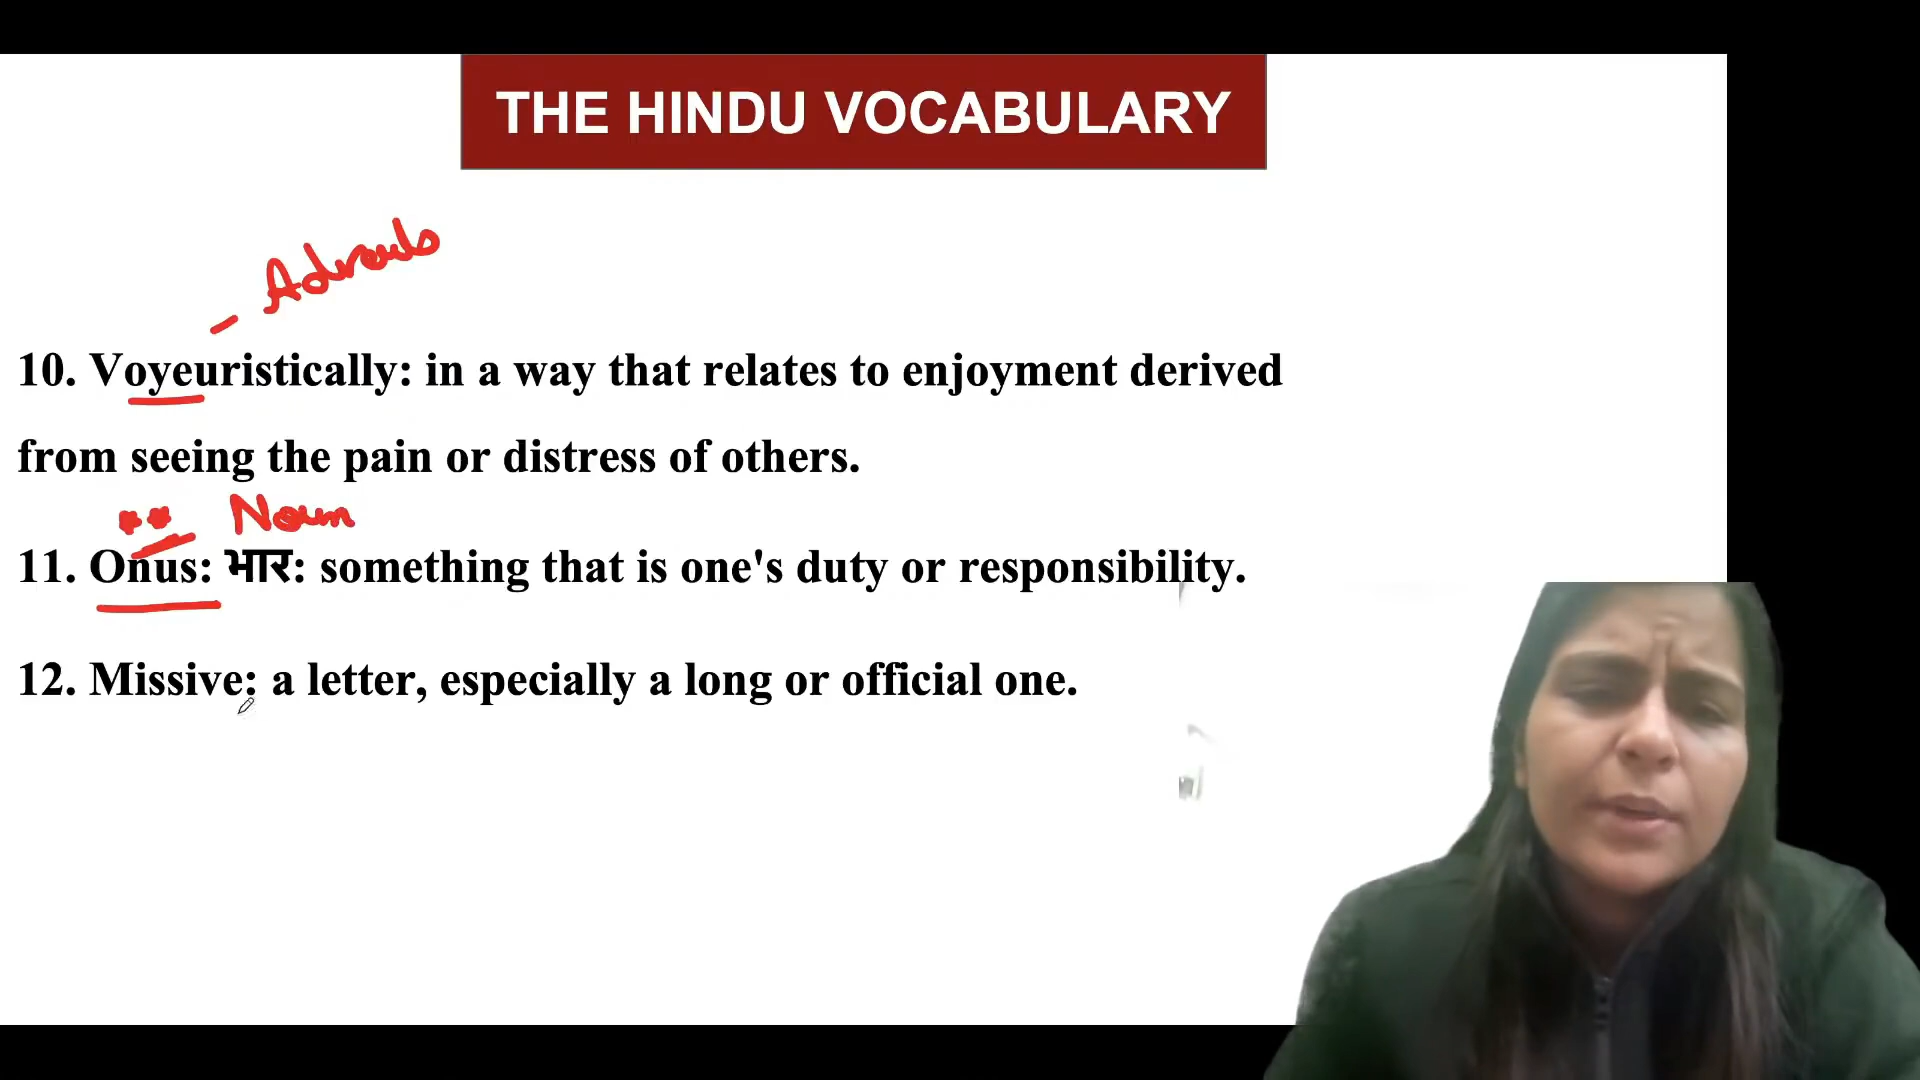 THE HINDU VOCABULARY
- Adverb
10. Voyeuristically: in a way that relates to enjoyment derived
from seeing the pain or distress of others.
** Noun
11. Onus: भार: something that is one's duty or responsibility.
12. Missive: a letter, especially a long or official one.